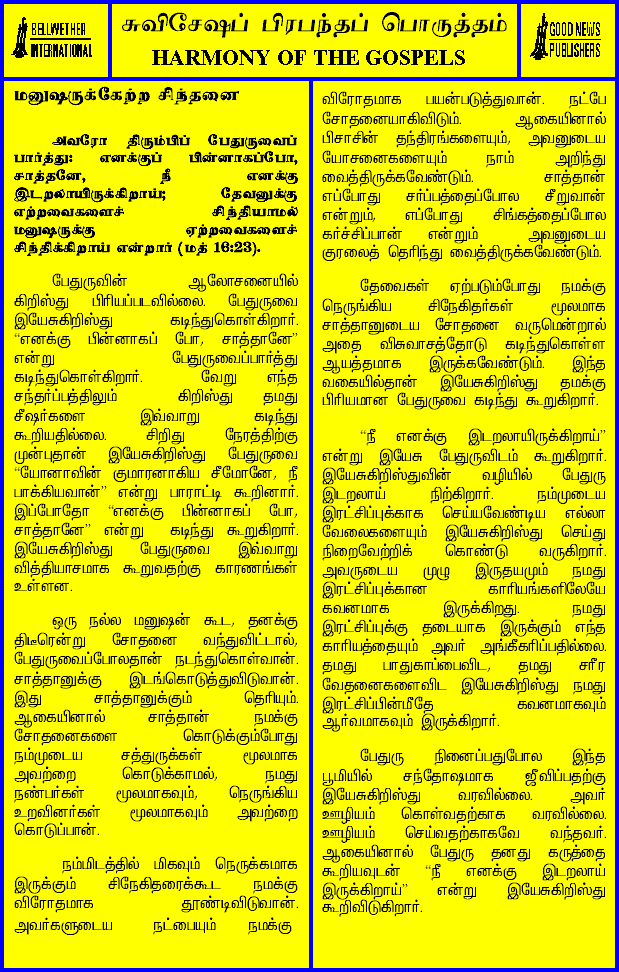 BELLWETHER
INTERNATIONAL
சுவிசேஷப் பிரபந்தப் பொருத்தம்
HARMONY OF THE GOSPELS
GOOD NEWS
PUBLISHERS
மனுஷருக்கேற்ற சிந்தனை
அவரோ திரும்பிப் பேதுருவைப்
பார்த்து: எனக்குப் பின்னாகப்போ,
சாத்தானே, நீ எனக்கு
இடறலாயிருக்கிறாய்; தேவனுக்கு
ஏற்றவைகளைச் சிந்தியாமல்
மனுஷருக்கு ஏற்றவைகளைச்
சிந்திக்கிறாய் என்றார் (மத் 16:23).
பேதுருவின் ஆலோசனையில்
கிறிஸ்து பிரியப்படவில்லை. பேதுருவை
இயேசுகிறிஸ்து கடிந்துகொள்கிறார்.
“எனக்கு பின்னாகப் போ, சாத்தானே”
என்று பேதுருவைப்பார்த்து
கடிந்துகொள்கிறார். வேறு எந்த
சந்தர்ப்பத்திலும் கிறிஸ்து தமது
சீஷர்களை இவ்வாறு கடிந்து
கூறியதில்லை. சிறிது நேரத்திற்கு
முன்புதான் இயேசுகிறிஸ்து பேதுருவை
“யோனாவின் குமாரனாகிய சீமோனே, நீ
பாக்கியவான்” என்று பாராட்டி கூறினார்.
இப்போதோ “எனக்கு பின்னாகப் போ,
சாத்தானே” என்று கடிந்து கூறுகிறார்.
இயேசுகிறிஸ்து பேதுருவை இவ்வாறு
வித்தியாசமாக கூறுவதற்கு காரணங்கள்
உள்ளன.
ஒரு நல்ல மனுஷன் கூட, தனக்கு
திடீரென்று சோதனை வந்துவிட்டால்,
பேதுருவைப்போலதான் நடந்துகொள்வான்.
சாத்தானுக்கு இடங்கொடுத்துவிடுவான்.
இது சாத்தானுக்கும் தெரியும்.
ஆகையினால் சாத்தான் நமக்கு
சோதனைகளை கொடுக்கும்போது
நம்முடைய சத்துருக்கள் மூலமாக
அவற்றை கொடுக்காமல், நமது
நண்பர்கள் மூலமாகவும், நெருங்கிய
உறவினர்கள் மூலமாகவும் அவற்றை
கொடுப்பான்.
நம்மிடத்தில் மிகவும் நெருக்கமாக
இருக்கும் சிநேகிதரைக்கூட நமக்கு
விரோதமாக தூண்டிவிடுவான்.
அவர்களுடைய நட்பையும் நமக்கு
விரோதமாக பயன்படுத்துவான். நட்பே
சோதனையாகிவிடும். ஆகையினால்
பிசாசின் தந்திரங்களையும், அவனுடைய
யோசனைகளையும் நாம் அறிந்து
வைத்திருக்கவேண்டும். சாத்தான்
எப்போது சர்ப்பத்தைப்போல சீறுவான்
என்றும், எப்போது சிங்கத்தைப்போல
கர்ச்சிப்பான் என்றும் அவனுடைய
குரலைத் தெரிந்து வைத்திருக்கவேண்டும்.
தேவைகள் ஏற்படும்போது நமக்கு
நெருங்கிய சிநேகிதர்கள் மூலமாக
சாத்தானுடைய சோதனை வருமென்றால்
அதை விசுவாசத்தோடு கடிந்துகொள்ள
ஆயத்தமாக இருக்கவேண்டும். இந்த
வகையில்தான் இயேசுகிறிஸ்து தமக்கு
பிரியமான பேதுருவை கடிந்து கூறுகிறார்.
“நீ எனக்கு இடறலாயிருக்கிறாய்”
என்று இயேசு பேதுருவிடம் கூறுகிறார்.
இயேசுகிறிஸ்துவின் வழியில் பேதுரு
இடறலாய் நிற்கிறார். நம்முடைய
இரட்சிப்புக்காக செய்யவேண்டிய எல்லா
வேலைகளையும் இயேசுகிறிஸ்து செய்து
நிறைவேற்றிக் கொண்டு வருகிறார்.
அவருடைய முழு இருதயமும் நமது
இரட்சிப்புக்கான காரியங்களிலேயே
கவனமாக இருக்கிறது. நமது
இரட்சிப்புக்கு தடையாக இருக்கும் எந்த
காரியத்தையும் அவர் அங்கீகரிப்பதில்லை.
தமது பாதுகாப்பைவிட, தமது சரீர
வேதனைகளைவிட இயேசுகிறிஸ்து நமது
இரட்சிப்பின்மீதே கவனமாகவும்
ஆர்வமாகவும் இருக்கிறார்.
பேதுரு நினைப்பதுபோல இந்த
பூமியில் சந்தோஷமாக ஜீவிப்பதற்கு
இயேசுகிறிஸ்து வரவில்லை. அவர்
ஊழியம் கொள்வதற்காக வரவில்லை.
ஊழியம் செய்வதற்காகவே வந்தவர்.
ஆகையினால் பேதுரு தனது கருத்தை
கூறியவுடன் “நீ எனக்கு இடறலாய்
இருக்கிறாய்” என்று இயேசுகிறிஸ்து
கூறிவிடுகிறார்.